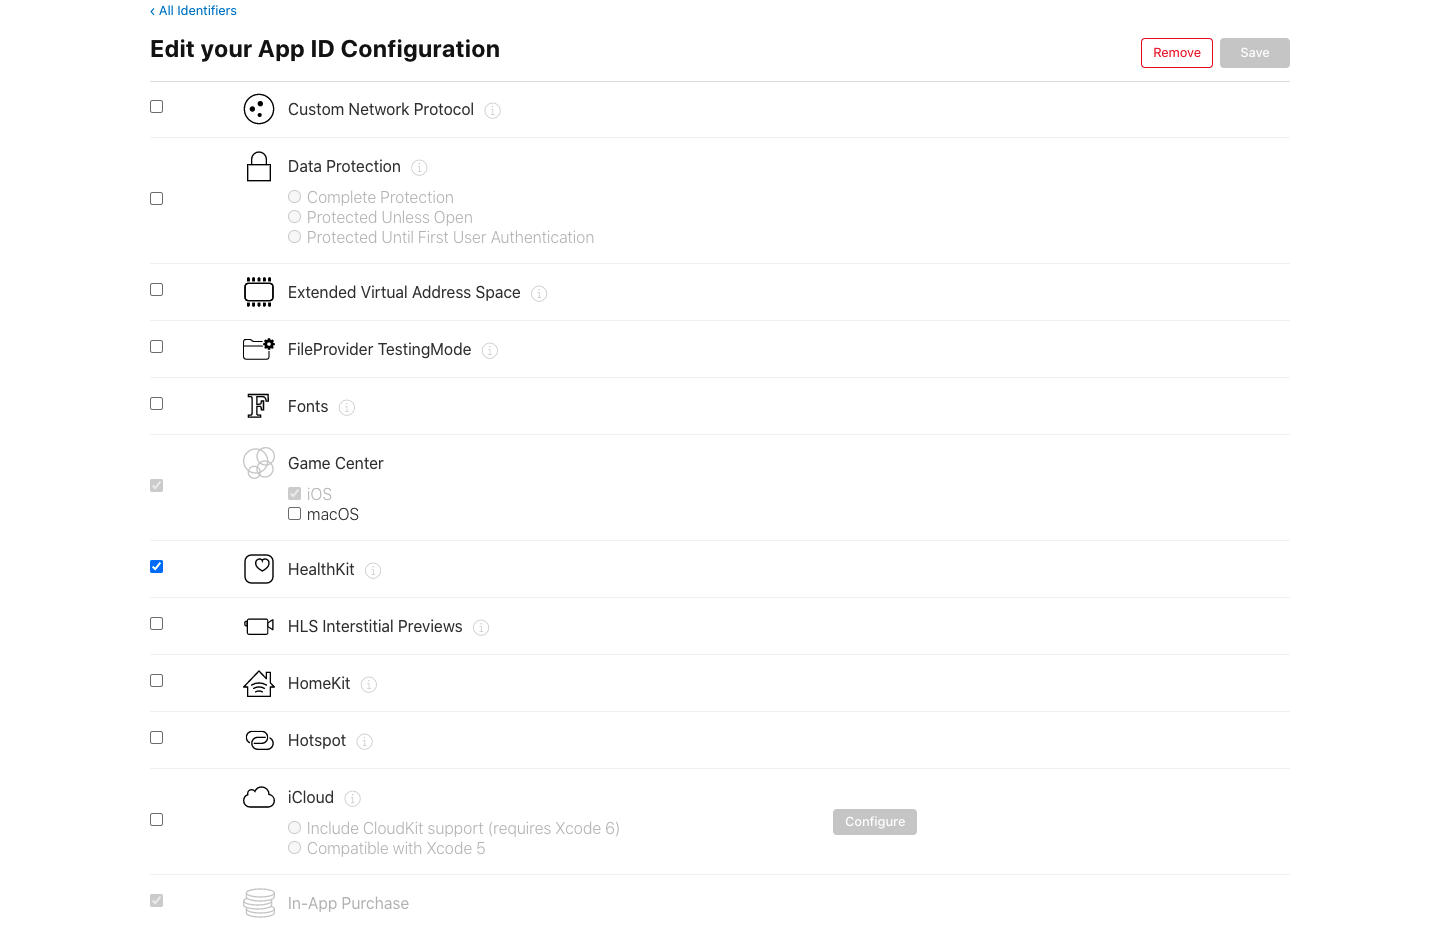 ‹ All Identifiers
Edit your App ID Configuration
Remove
Save
Custom Network Protocol
Data Protection
Complete Protection
Protected Unless Open
Protected Until First User Authentication
Extended Virtual Address Space
FileProvider TestingMode
Fonts
Game Center
iOS
macOS
HealthKit
HLS Interstitial Previews
HomeKit
Hotspot
iCloud
Include CloudKit support (requires Xcode 6)
Configure
Compatible with Xcode 5
In-App Purchase